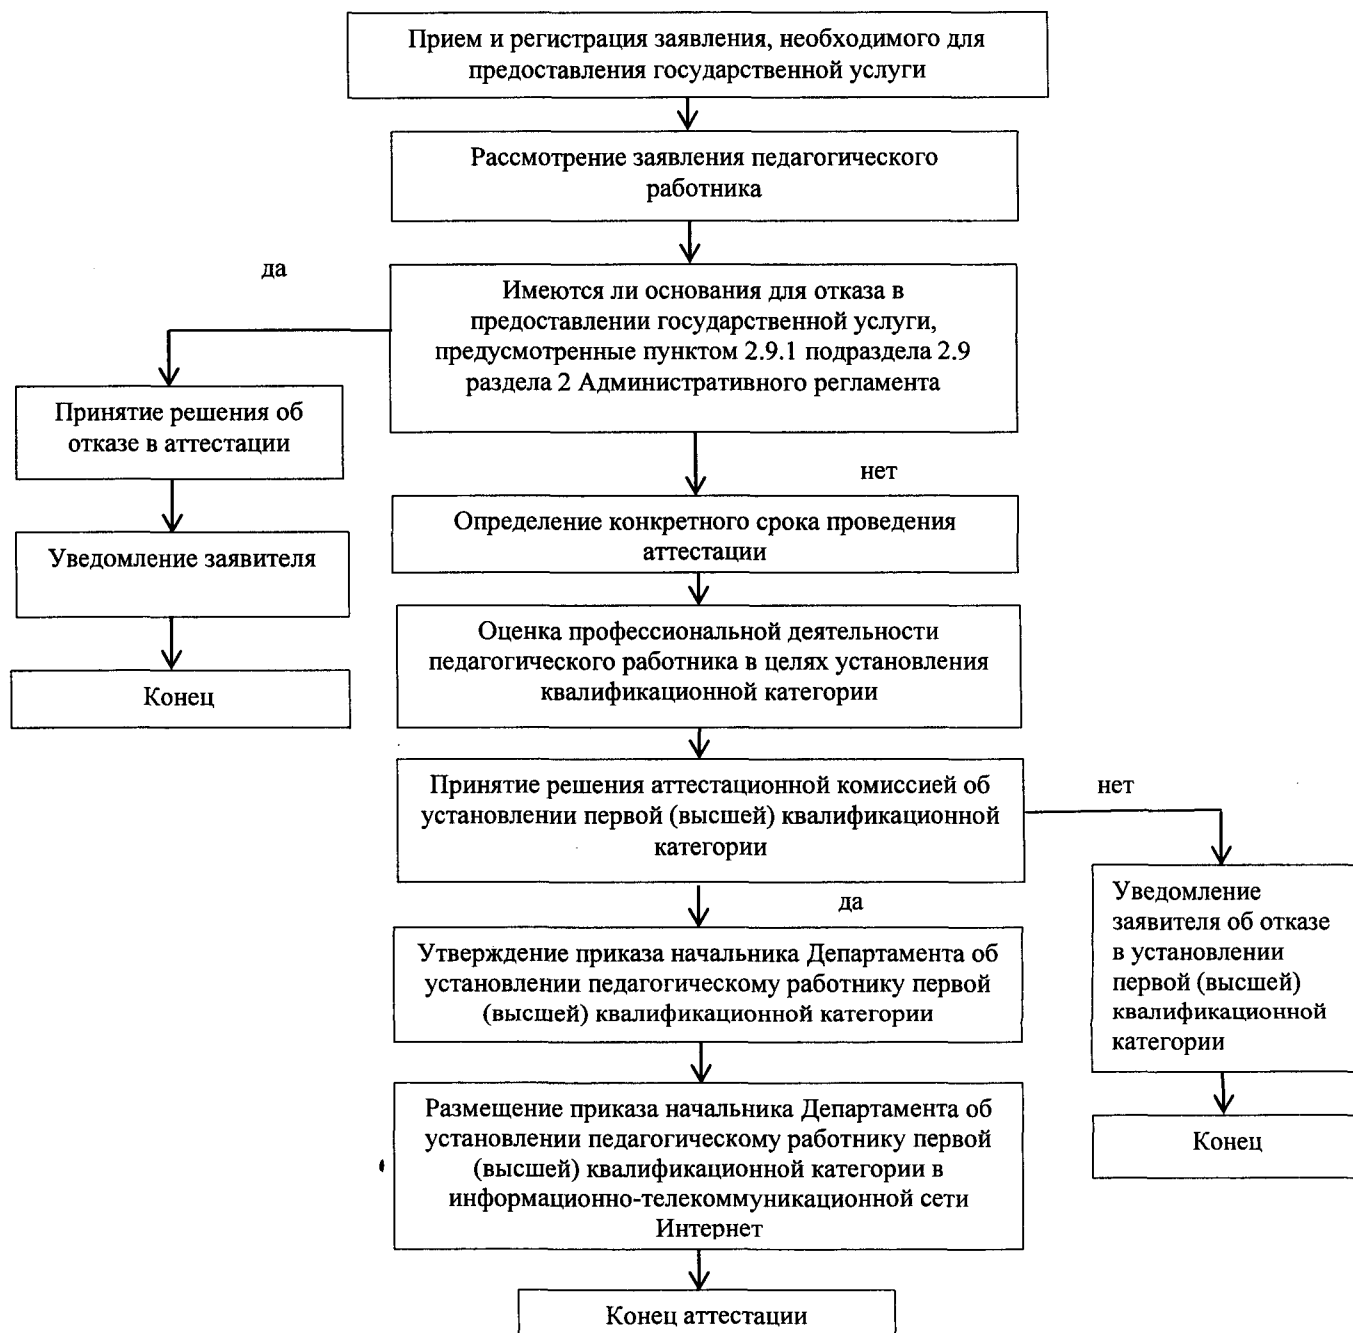 Прием и регистрация заявления, необходимого для
предоставления государственной услуги
Рассмотрение заявления педагогического
работника
да
Имеются ли основания для отказа в
предоставлении государственной услуги,
предусмотренные пунктом 2.9.1 подраздела 2.9
раздела 2 Административного регламента
Принятие решения об
отказе в аттестации
нет
Уведомление заявителя
Определение конкретного срока проведения
аттестации
Конец
Оценка профессиональной деятельности
педагогического работника в целях установления
квалификационной категории
Принятие решения аттестационной комиссией об
установлении первой (высшей) квалификационной
категории
нет
да
Уведомление
заявителя об отказе
в установлении
первой (высшей)
квалификационной
категории
Утверждение приказа начальника Департамента об
установлении педагогическому работнику первой
(высшей) квалификационной категории
Конец
Размещение приказа начальника Департамента об
установлении педагогическому работнику первой
(высшей) квалификационной категории в
информационно-телекоммуникационной сети
Интернет
Конец аттестации